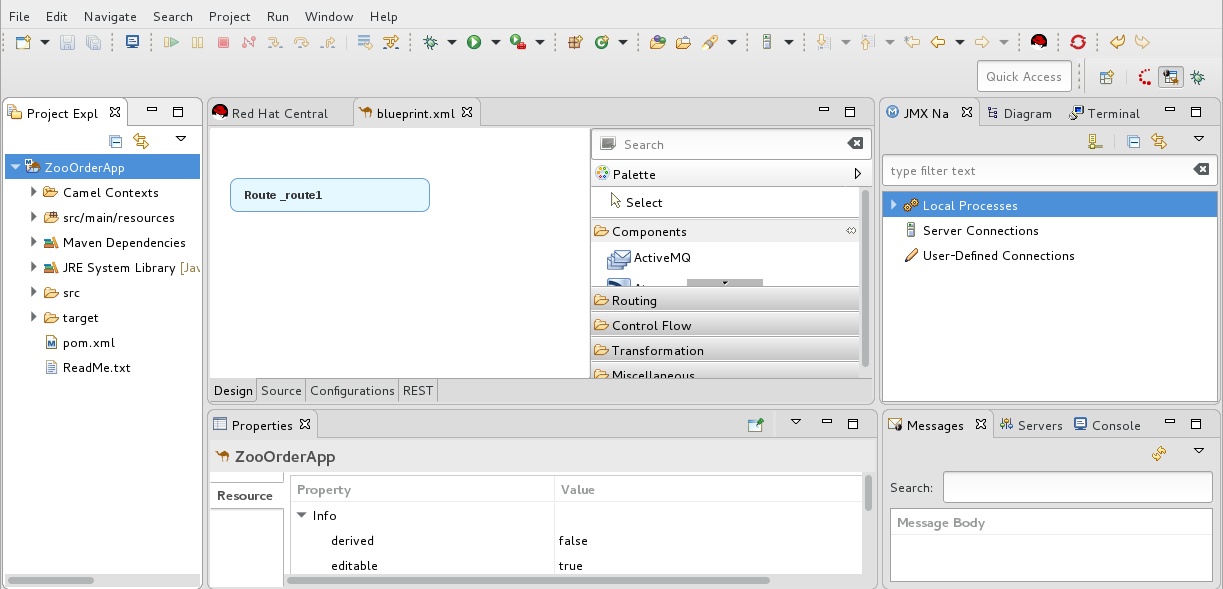 File Edit Navigate Search Project Run Window Help
Quick Access
Project Expl
ZooOrderApp
Camel Contexts
src/main/resources
Maven Dependencies
JRE System Library [Jav
src
target
pom.xml
ReadMe.txt
Red Hat Central
blueprint.xml
Route _route1
Search
Palette
Select
Components
ActiveMQ
Routing
Control Flow
Transformation
Miscellaneous
Design Source Configurations REST
JMX Na Diagram Terminal
type filter text
Local Processes
Server Connections
User-Defined Connections
Properties
ZooOrderApp
Resource
Property Value
Info
derived false
editable true
Messages Servers Console
Search:
Message Body